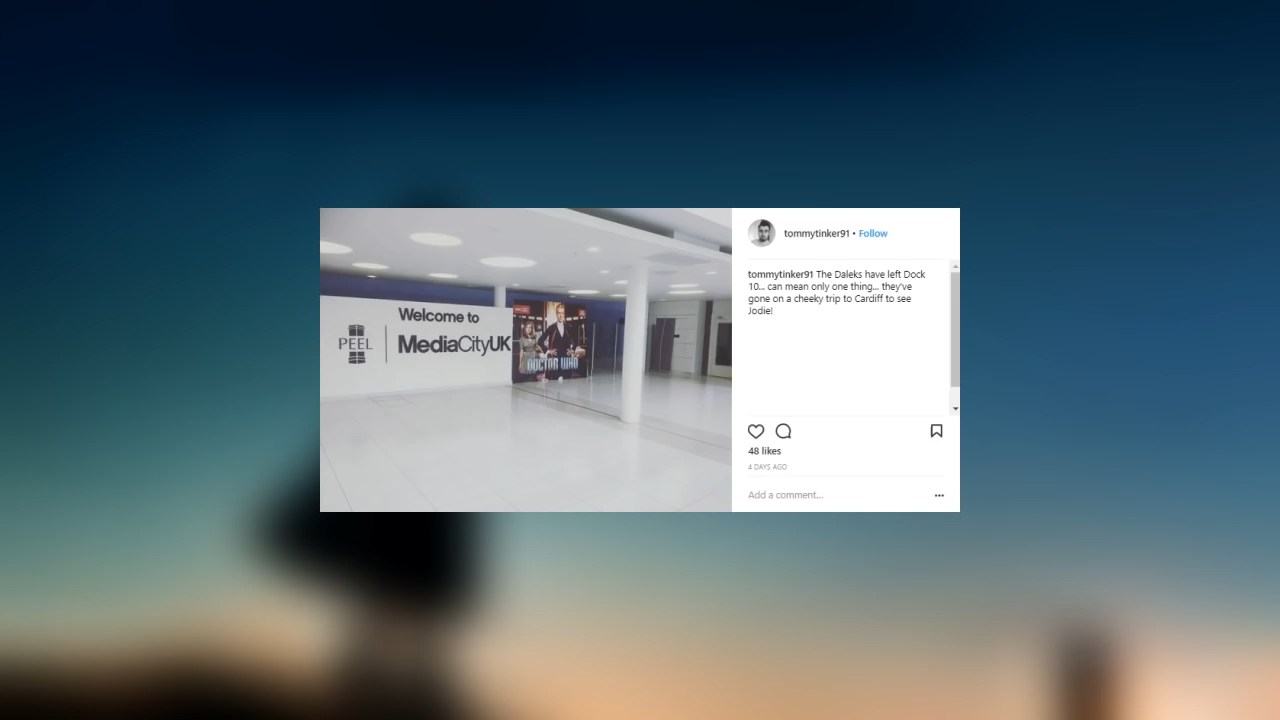 Welcome to
PEEL
MediaCityUK
DOCTOR WHO
tommytinker91 • Follow
tommytinker91 The Daleks have left Dock
10... can mean only one thing... they've
gone on a cheeky trip to Cardiff to see
Jodie!
48 likes
4 DAYS AGO
Add a comment...